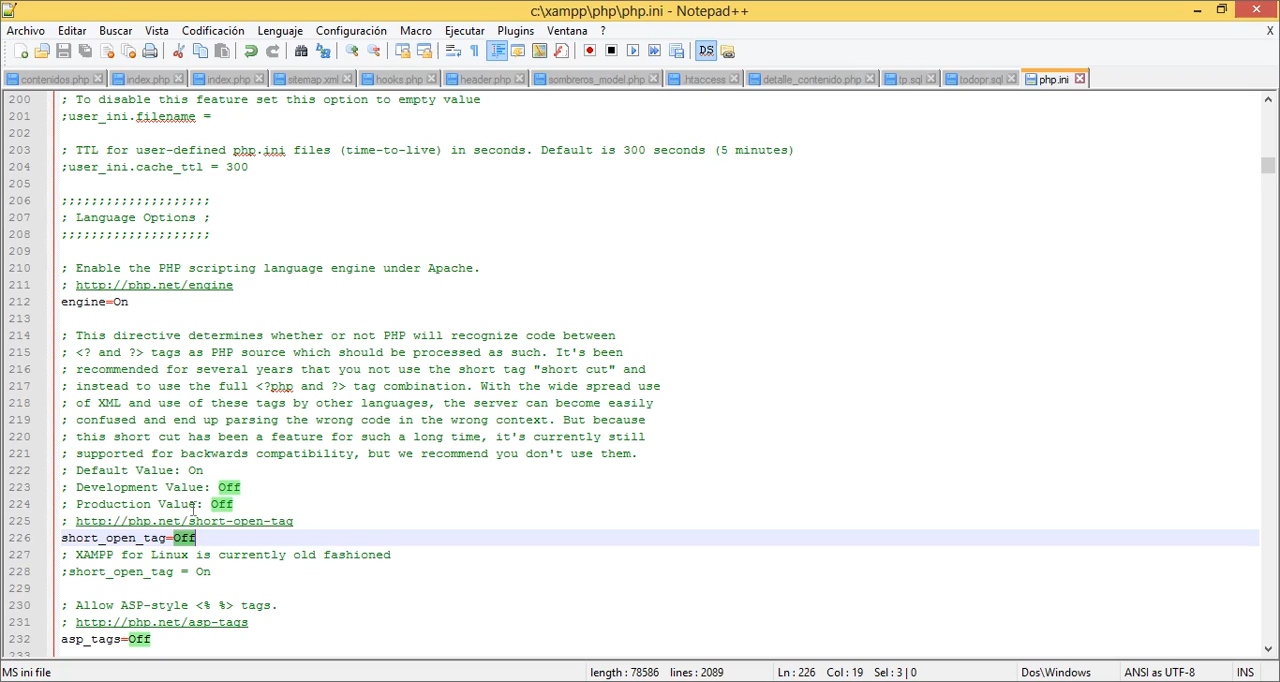 c:\xampp\php\php.ini - Notepad++
Archivo Editar Buscar Vista Codificación Lenguaje Configuración Macro Ejecutar Plugins Ventana ? X
contenidos.php index.php index.php sitemap.xml hooks.php header.php sombreros_model.php .htaccess detalle_contenido.php tp.sql todopr.sql php.ini
200 ; To disable this feature set this option to empty value
201 ;user_ini.filename =
202
203 ; TTL for user-defined php.ini files (time-to-live) in seconds. Default is 300 seconds (5 minutes)
204 ;user_ini.cache_ttl = 300
205
206 ;;;;;;;;;;;;;;;;;;;;
207 ; Language Options ;
208 ;;;;;;;;;;;;;;;;;;;;
209
210 ; Enable the PHP scripting language engine under Apache.
211 ; http://php.net/engine
212 engine=On
213
214 ; This directive determines whether or not PHP will recognize code between
215 ; <? and ?> tags as PHP source which should be processed as such. It's been
216 ; recommended for several years that you not use the short tag "short cut" and
217 ; instead to use the full <?php and ?> tag combination. With the wide spread use
218 ; of XML and use of these tags by other languages, the server can become easily
219 ; confused and end up parsing the wrong code in the wrong context. But because
220 ; this short cut has been a feature for such a long time, it's currently still
221 ; supported for backwards compatibility, but we recommend you don't use them.
222 ; Default Value: On
223 ; Development Value: Off
224 ; Production Value: Off
225 ; http://php.net/short-open-tag
226 short_open_tag=Off
227 ; XAMPP for Linux is currently old fashioned
228 ;short_open_tag = On
229
230 ; Allow ASP-style <% %> tags.
231 ; http://php.net/asp-tags
232 asp_tags=Off
233
MS ini file length : 78586 lines : 2089 Ln : 226 Col : 19 Sel : 3 | 0 Dos\Windows ANSI as UTF-8 INS